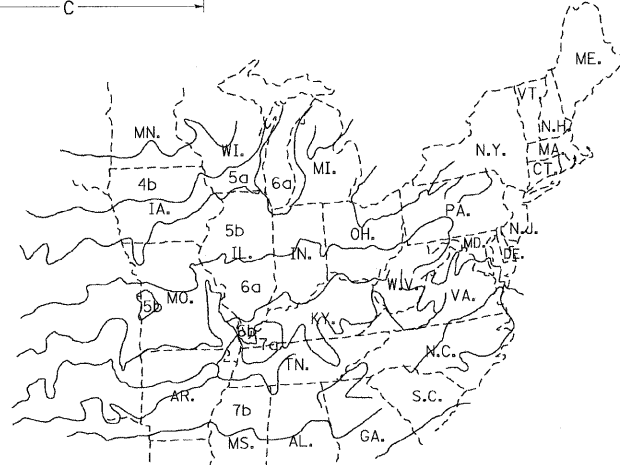 C
ME.
VT.
N.H.
MN.
WI.
MI.
N.Y.
MA.
CT.
4b
5a
6a
IA.
PA.
5b
OH.
N.J.
IL.
IN.
MD.
DE.
6a
W.V.
MO.
VA.
5b
KY.
6b
7a
N.C.
TN.
AR.
S.C.
7b
MS.
AL.
GA.